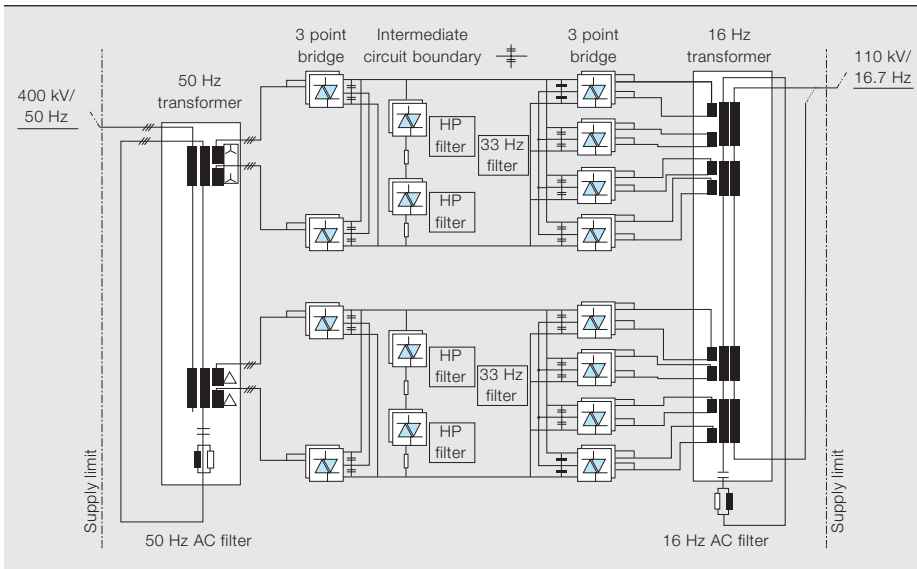 3 point
bridge
Intermediate
circuit boundary
3 point
bridge
16 Hz
transformer
110 kV/
16.7 Hz
50 Hz
transformer
400 kV/
50 Hz
HP
filter
33 Hz
filter
HP
filter
HP
filter
33 Hz
filter
HP
filter
Supply limit
50 Hz AC filter
16 Hz AC filter
Supply limit